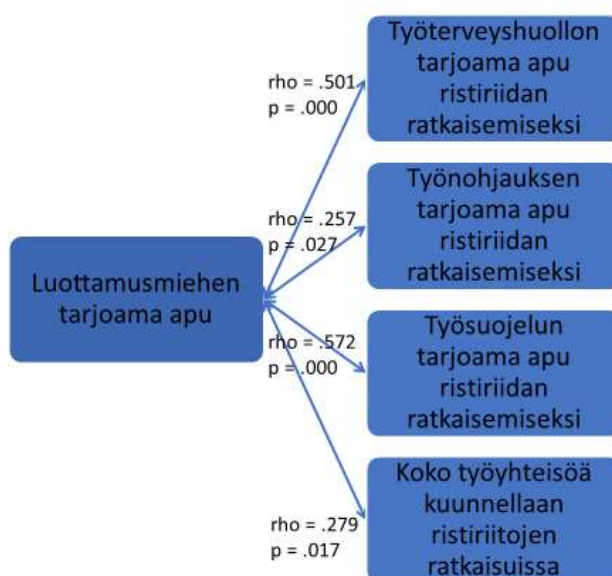 Työterveyshuollon
tarjoama apu
ristiriidan
ratkaisemiseksi
rho = .501
p = .000
Työnohjauksen
tarjoama apu
ristiriidan
ratkaisemiseksi
rho = .257
p = .027
Luottamusmiehen
tarjoama apu
Työsuojelun
tarjoama apu
ristiriidan
ratkaisemiseksi
rho = .572
p = .000
Koko työyhteisöä
kuunnellaan
ristiriitojen
ratkaisuissa
rho = .279
p = .017